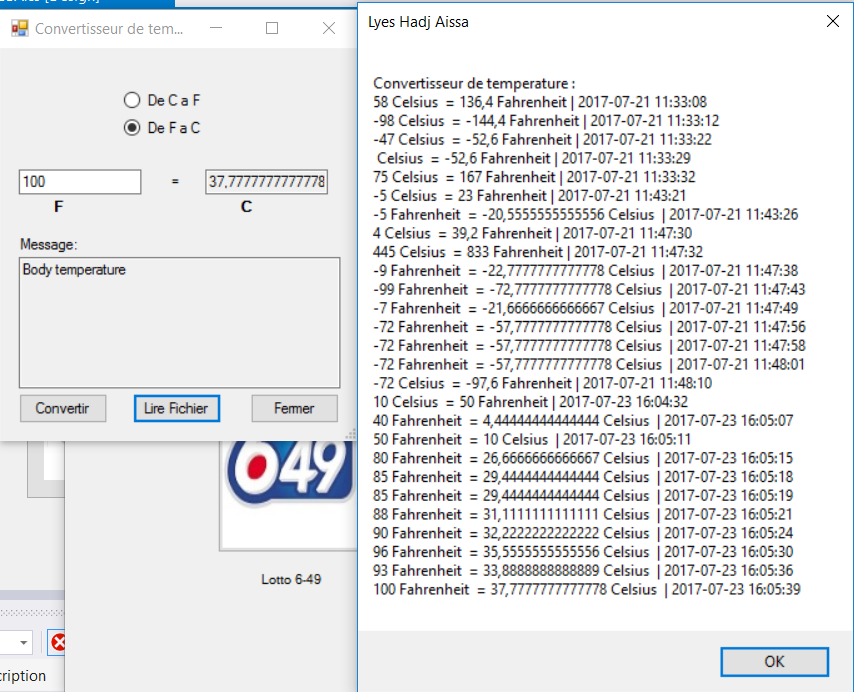 Convertisseur de tem...
De C a F
De F a C
100
=
37,7777777777778
F
C
Message:
Body temperature
Convertir
Lire Fichier
Fermer
649
Lotto 6-49
cription
Lyes Hadj Aissa
Convertisseur de temperature :
58 Celsius = 136,4 Fahrenheit | 2017-07-21 11:33:08
-98 Celsius = -144,4 Fahrenheit | 2017-07-21 11:33:12
-47 Celsius = -52,6 Fahrenheit | 2017-07-21 11:33:22
Celsius = -52,6 Fahrenheit | 2017-07-21 11:33:29
75 Celsius = 167 Fahrenheit | 2017-07-21 11:33:32
-5 Celsius = 23 Fahrenheit | 2017-07-21 11:43:21
-5 Fahrenheit = -20,5555555555556 Celsius | 2017-07-21 11:43:26
4 Celsius = 39,2 Fahrenheit | 2017-07-21 11:47:30
445 Celsius = 833 Fahrenheit | 2017-07-21 11:47:32
-9 Fahrenheit = -22,7777777777778 Celsius | 2017-07-21 11:47:38
-99 Fahrenheit = -72,7777777777778 Celsius | 2017-07-21 11:47:43
-7 Fahrenheit = -21,6666666666667 Celsius | 2017-07-21 11:47:49
-72 Fahrenheit = -57,7777777777778 Celsius | 2017-07-21 11:47:56
-72 Fahrenheit = -57,7777777777778 Celsius | 2017-07-21 11:47:58
-72 Fahrenheit = -57,7777777777778 Celsius | 2017-07-21 11:48:01
-72 Celsius = -97,6 Fahrenheit | 2017-07-21 11:48:10
10 Celsius = 50 Fahrenheit | 2017-07-23 16:04:32
40 Fahrenheit = 4,44444444444444 Celsius | 2017-07-23 16:05:07
50 Fahrenheit = 10 Celsius | 2017-07-23 16:05:11
80 Fahrenheit = 26,6666666666667 Celsius | 2017-07-23 16:05:15
85 Fahrenheit = 29,4444444444444 Celsius | 2017-07-23 16:05:18
85 Fahrenheit = 29,4444444444444 Celsius | 2017-07-23 16:05:19
88 Fahrenheit = 31,1111111111111 Celsius | 2017-07-23 16:05:21
90 Fahrenheit = 32,2222222222222 Celsius | 2017-07-23 16:05:24
96 Fahrenheit = 35,5555555555556 Celsius | 2017-07-23 16:05:30
93 Fahrenheit = 33,8888888888889 Celsius | 2017-07-23 16:05:36
100 Fahrenheit = 37,7777777777778 Celsius | 2017-07-23 16:05:39
OK